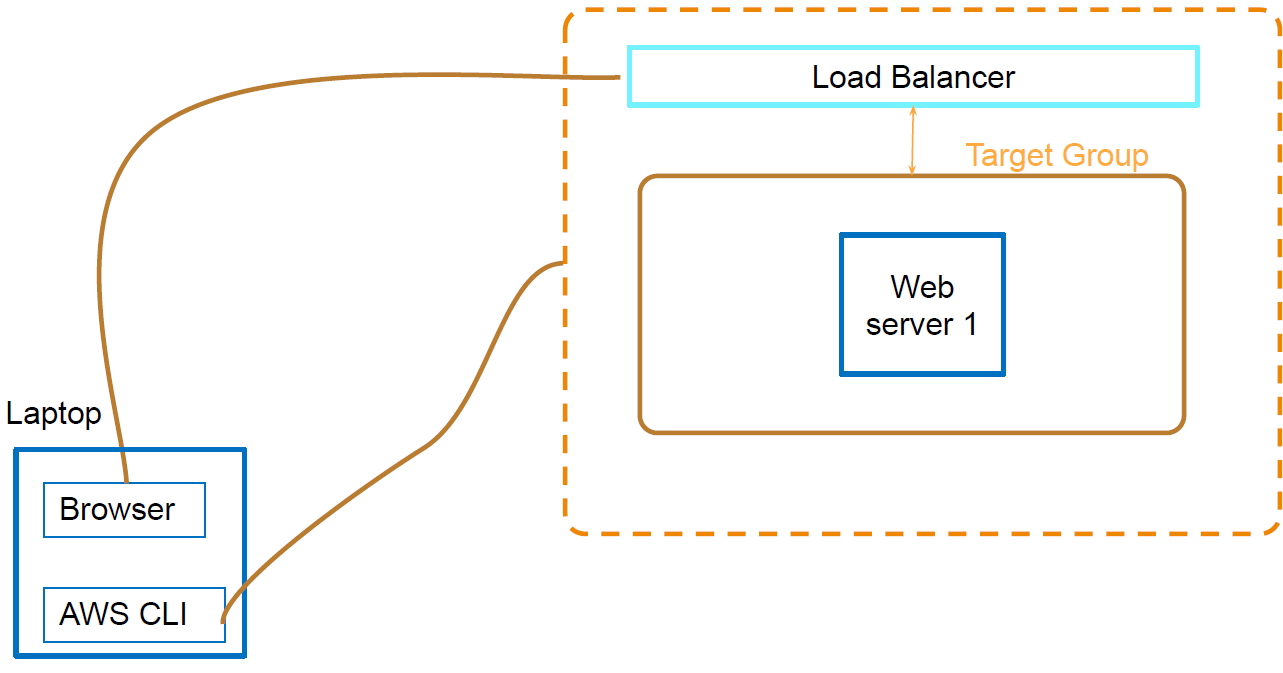 Load Balancer
Target Group
Web
server 1
Laptop
Browser
AWS CLI